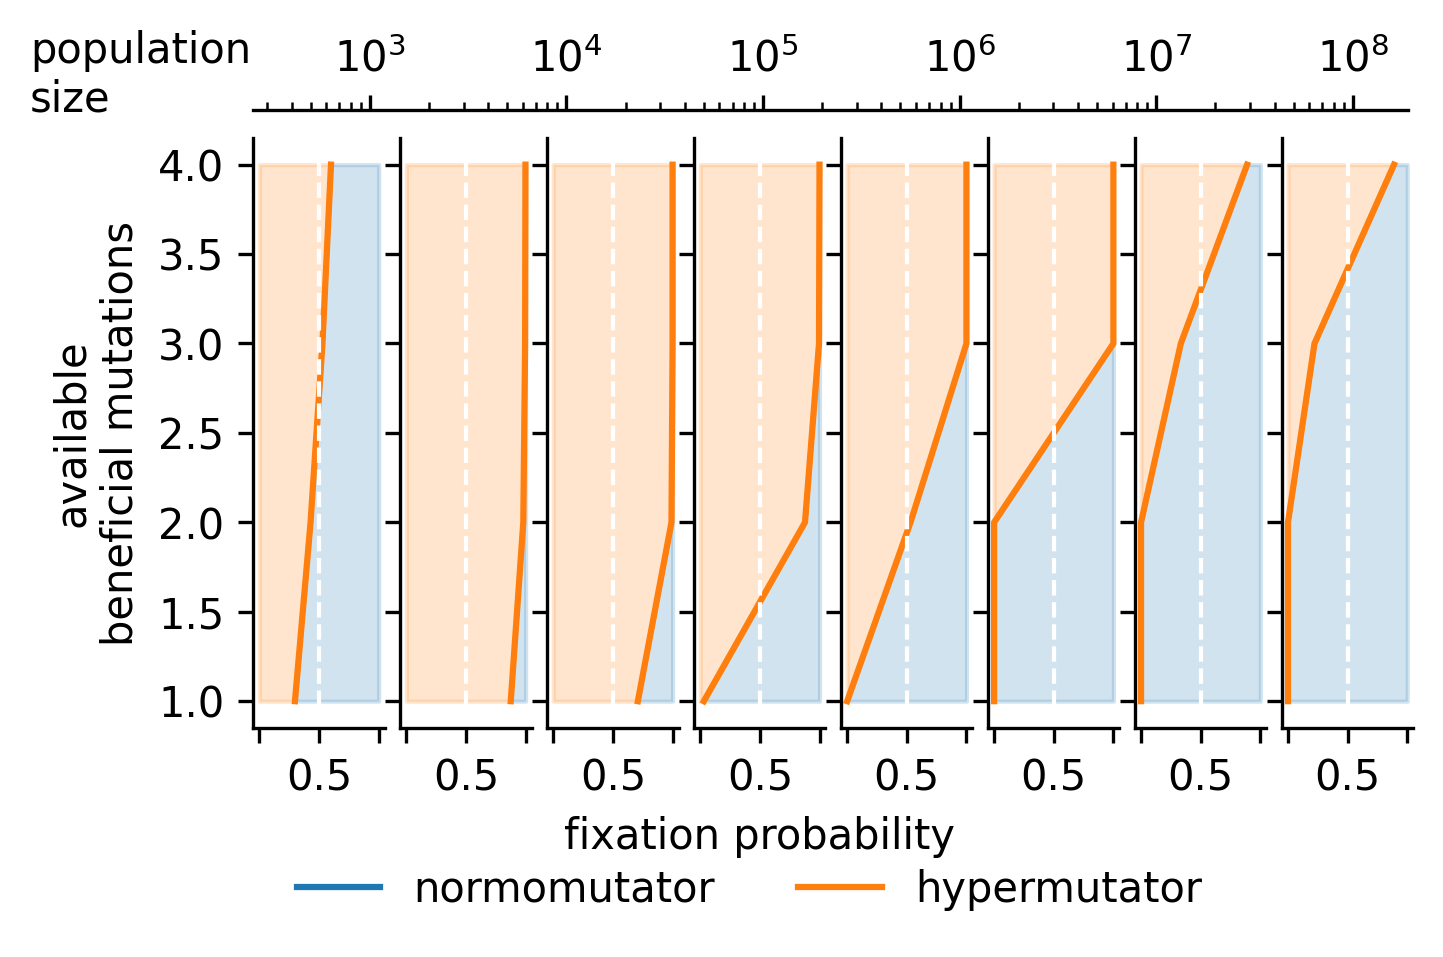 population
size
10³ 10⁴ 10⁵ 10⁶ 10⁷ 10⁸
available
beneficial mutations
4.0
3.5
3.0
2.5
2.0
1.5
1.0
0.5 0.5 0.5 0.5 0.5 0.5 0.5 0.5
fixation probability
normomutator hypermutator